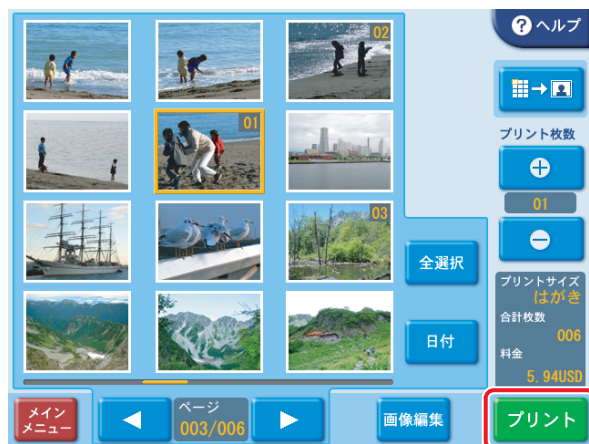 ヘルプ
02
01
03
プリント枚数
01
全選択
日付
プリントサイズ
はがき
合計枚数
006
料金
5.94USD
メイン
メニュー
ページ
003/006
画像編集
プリント